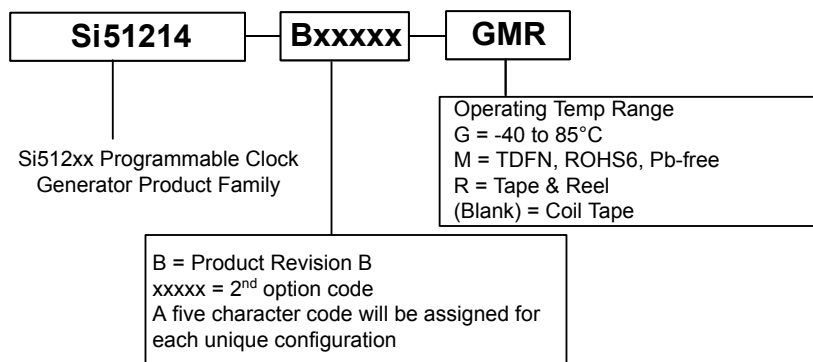 Si51214
Bxxxxx
GMR
Operating Temp Range
G = -40 to 85°C
M = TDFN, ROHS6, Pb-free
R = Tape & Reel
(Blank) = Coil Tape
Si512xx Programmable Clock
Generator Product Family
B = Product Revision B
xxxxx = 2nd option code
A five character code will be assigned for
each unique configuration